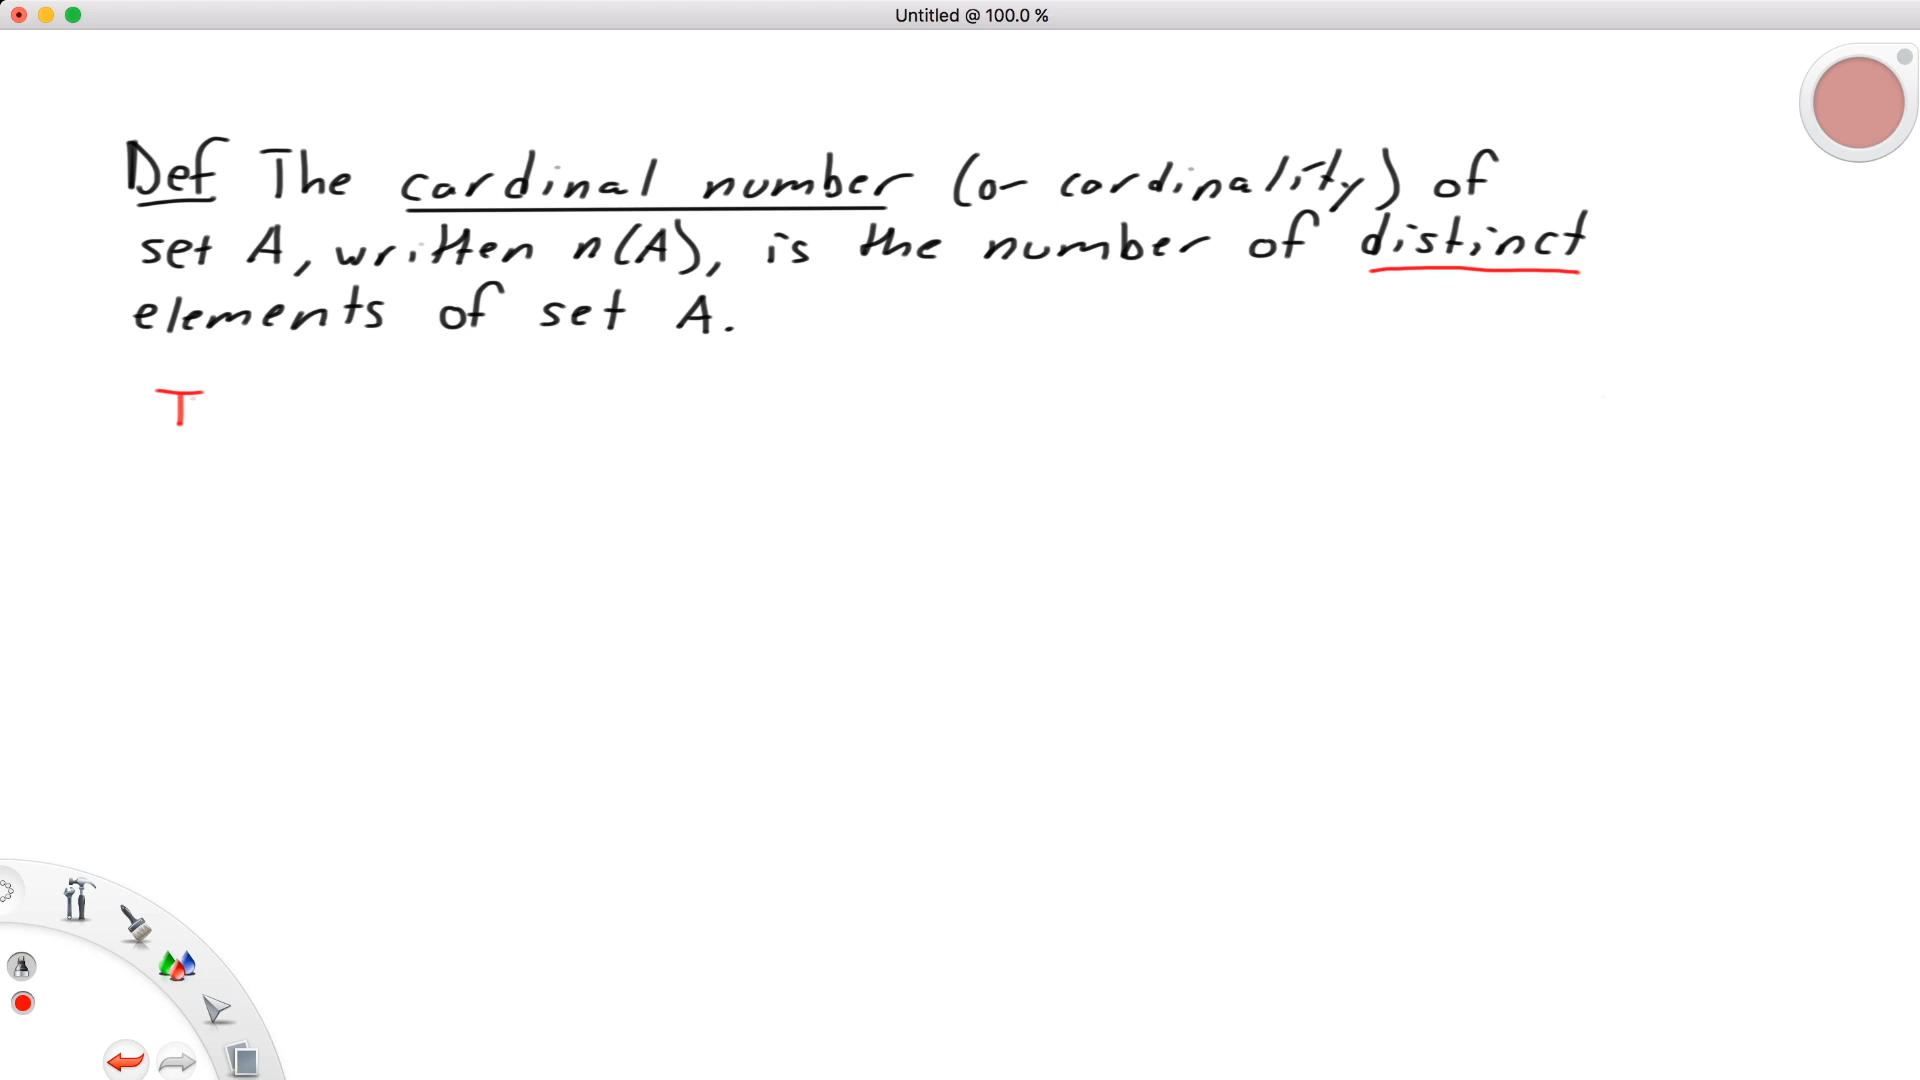 Untitled @ 100.0 %
Def The cardinal number (or cardinality) of
set A, written n(A), is the number of distinct
elements of set A.
T